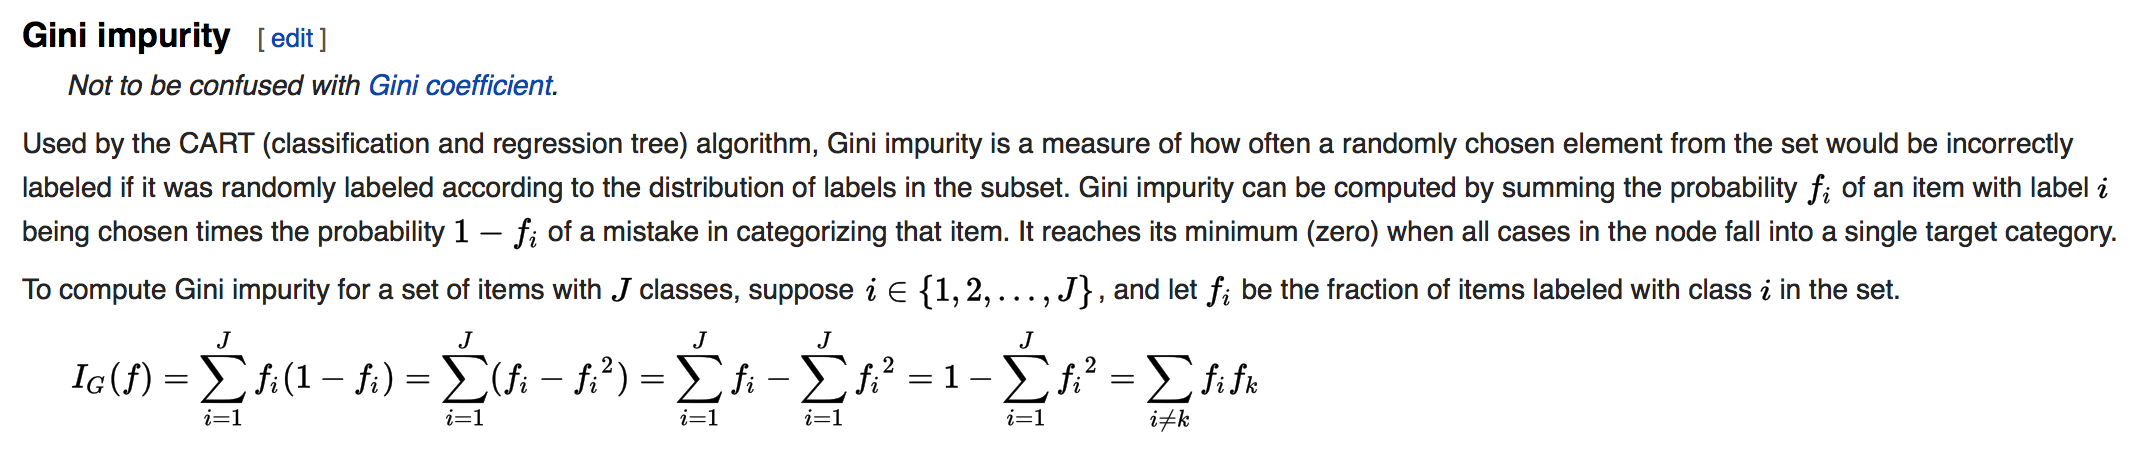 Gini impurity [ edit ]
Not to be confused with Gini coefficient.
Used by the CART (classification and regression tree) algorithm, Gini impurity is a measure of how often a randomly chosen element from the set would be incorrectly
labeled if it was randomly labeled according to the distribution of labels in the subset. Gini impurity can be computed by summing the probability f_i of an item with label i
being chosen times the probability 1 − f_i of a mistake in categorizing that item. It reaches its minimum (zero) when all cases in the node fall into a single target category.
To compute Gini impurity for a set of items with J classes, suppose i ∈ {1, 2, . . . , J}, and let f_i be the fraction of items labeled with class i in the set.
I_G(f) = \sum_{i=1}^{J} f_i(1 − f_i) = \sum_{i=1}^{J} (f_i − f_i^2) = \sum_{i=1}^{J} f_i − \sum_{i=1}^{J} f_i^2 = 1 − \sum_{i=1}^{J} f_i^2 = \sum_{i≠k} f_i f_k